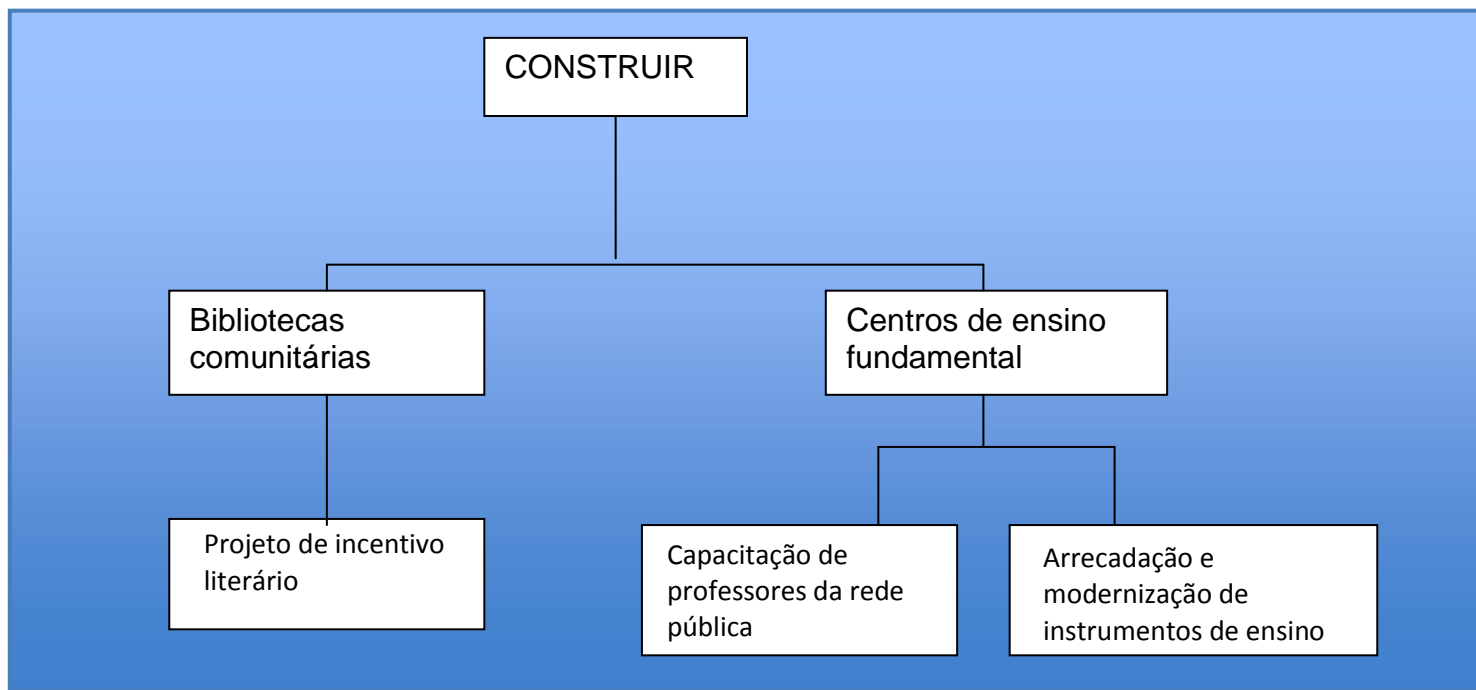 CONSTRUIR
Bibliotecas
comunitárias
Centros de ensino
fundamental
Projeto de incentivo
literário
Capacitação de
professores da rede
pública
Arrecadação e
modernização de
instrumentos de ensino